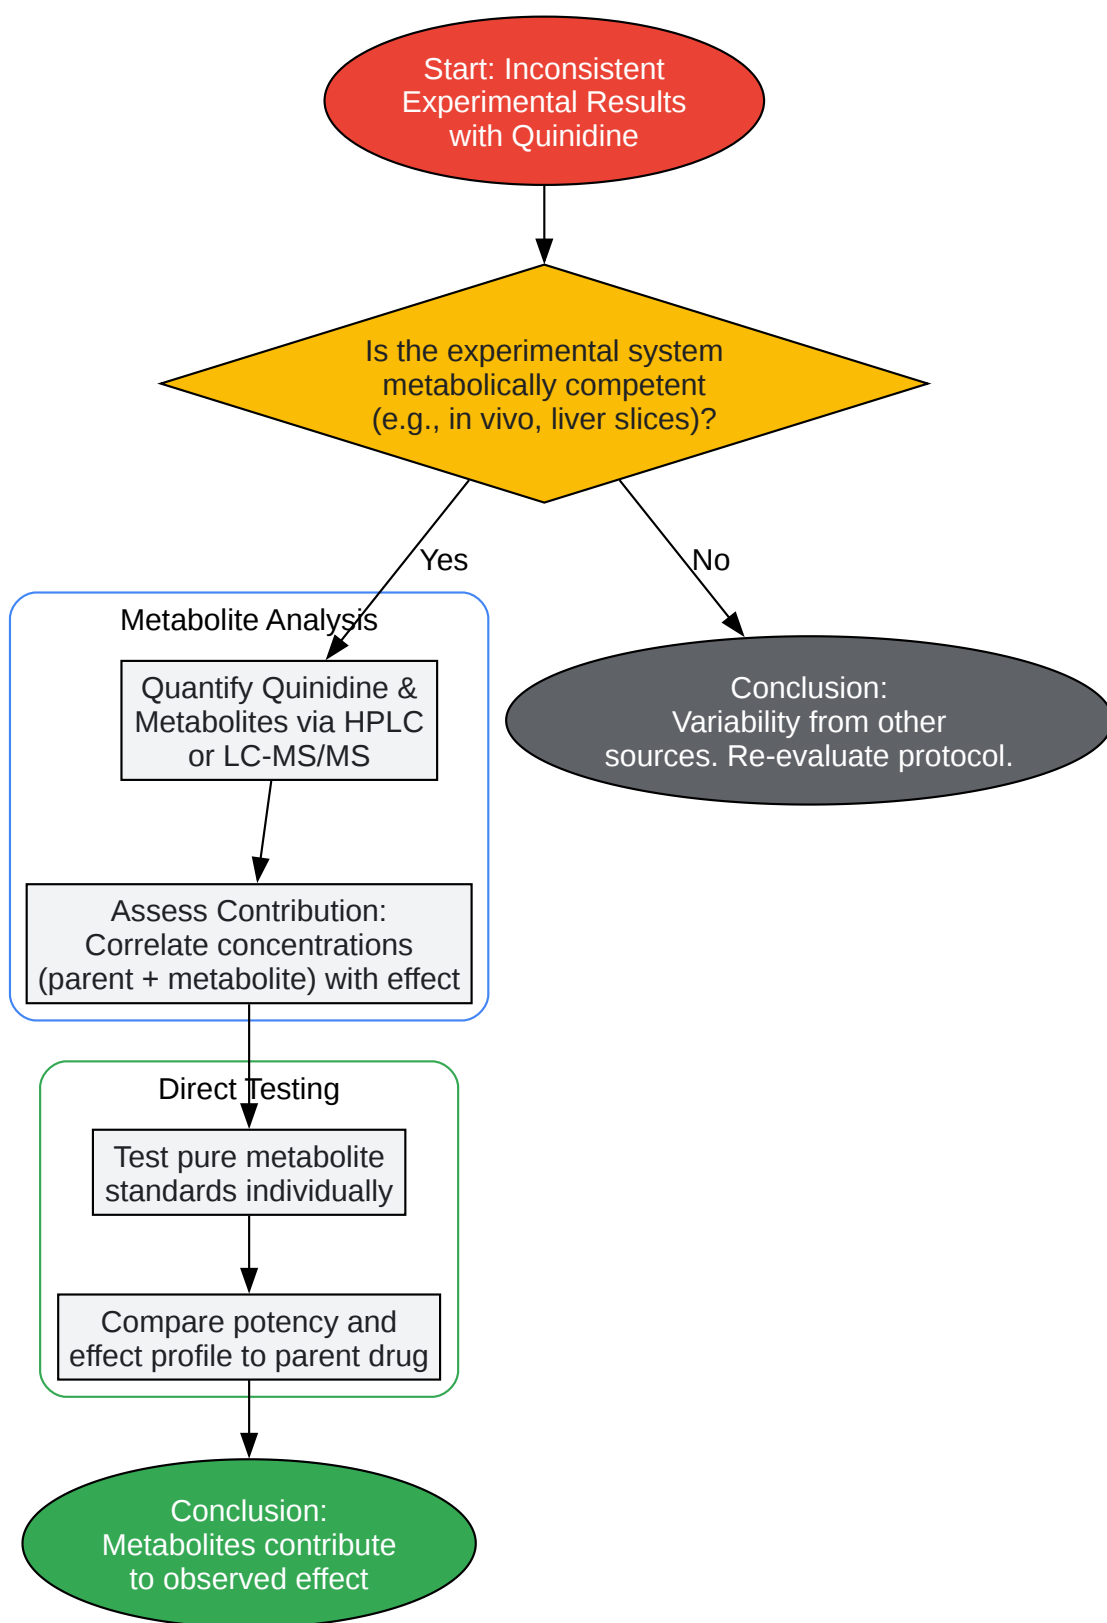 Start: Inconsistent
Experimental Results
with Quinidine
Is the experimental system
metabolically competent
(e.g., in vivo, liver slices)?
Yes
No
Metabolite Analysis
Quantify Quinidine &
Metabolites via HPLC
or LC-MS/MS
Conclusion:
Variability from other
sources. Re-evaluate protocol.
Assess Contribution:
Correlate concentrations
(parent + metabolite) with effect
Direct Testing
Test pure metabolite
standards individually
Compare potency and
effect profile to parent drug
Conclusion:
Metabolites contribute
to observed effect